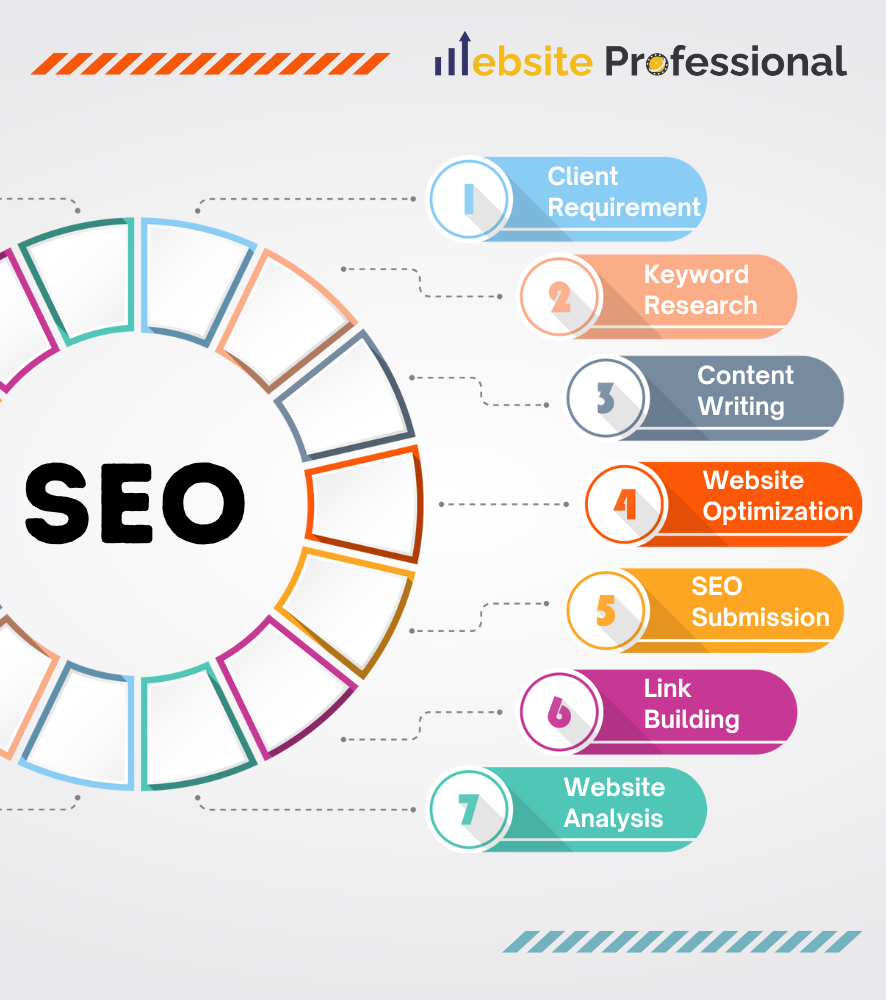 Website Professional
1
Client
Requirement
2
Keyword
Research
3
Content
Writing
SEO
4
Website
Optimization
5
SEO
Submission
6
Link
Building
7
Website
Analysis